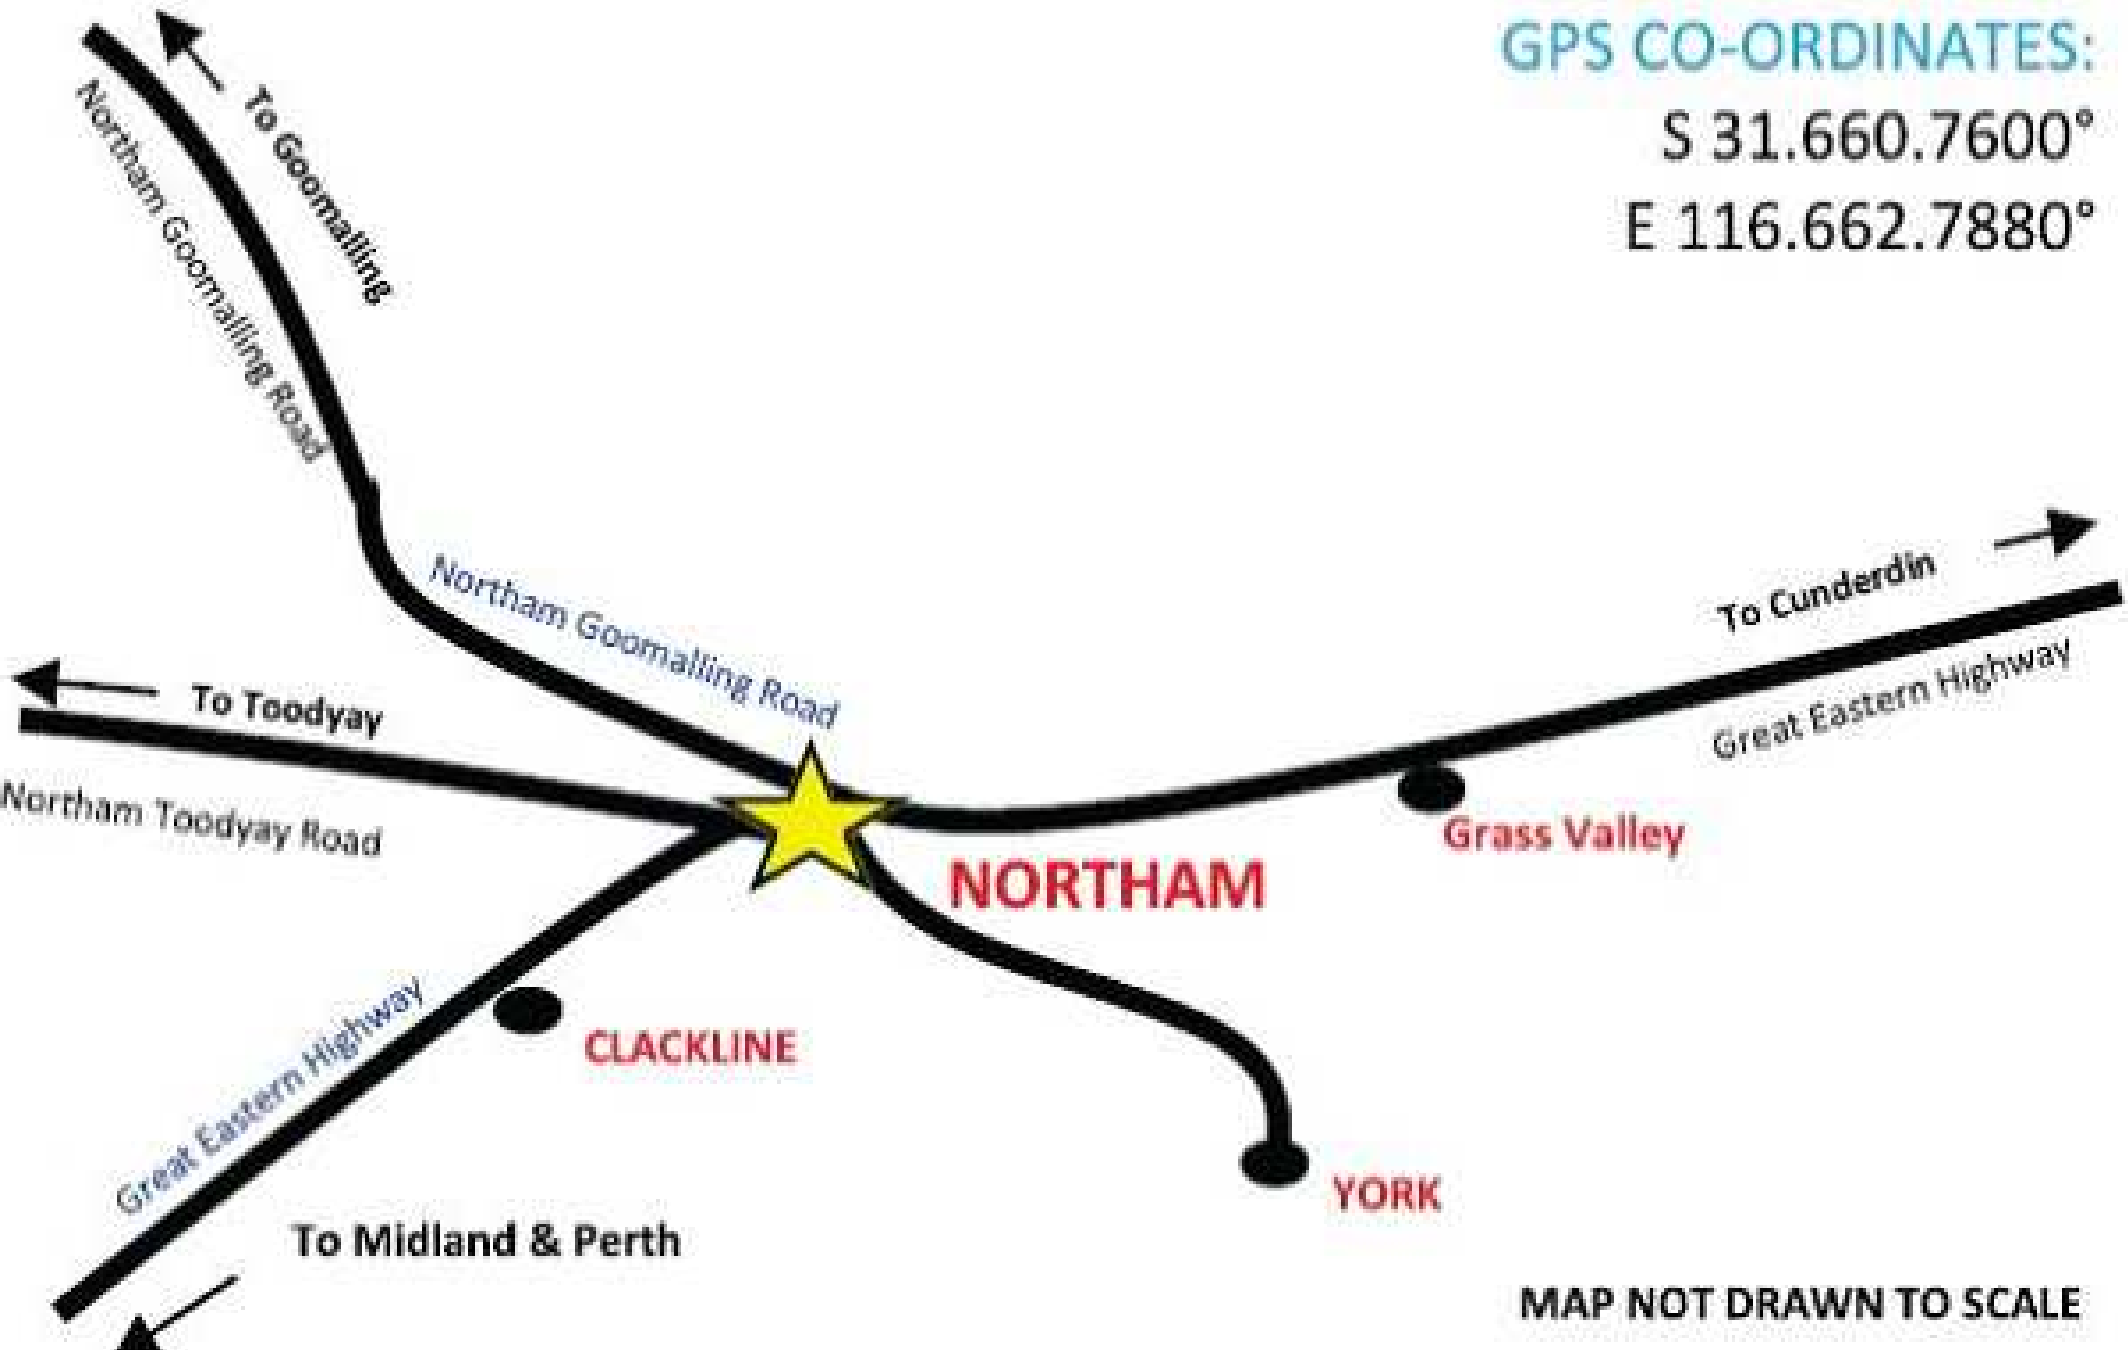 GPS CO-ORDINATES:
S 31.660.7600°
E 116.662.7880°
To Goomalling
Northam Goomalling Road
Northam Goomalling Road
To Cunderdin
Great Eastern Highway
To Toodyay
Northam Toodyay Road
Grass Valley
NORTHAM
Great Eastern Highway
CLACKLINE
YORK
To Midland & Perth
MAP NOT DRAWN TO SCALE